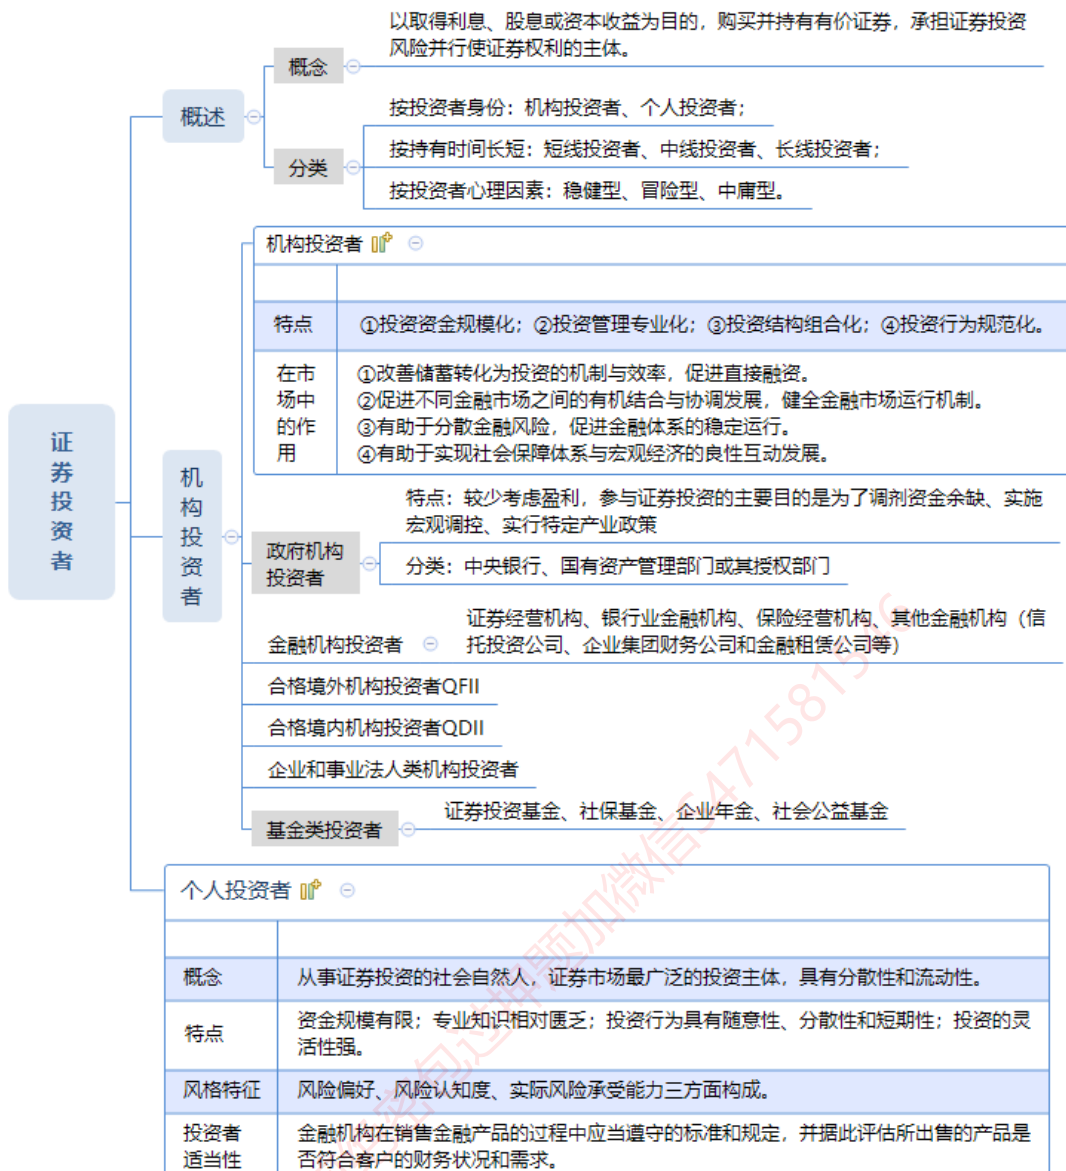 以取得利息、股息或资本收益为目的，购买并持有有价证券，承担证券投资
风险并行使证券权利的主体。
概念
概述
按投资者身份：机构投资者、个人投资者；
按持有时间长短：短线投资者、中线投资者、长线投资者；
分类
按投资者心理因素：稳健型、冒险型、中庸型。
机构投资者
特点
①投资资金规模化；②投资管理专业化；③投资结构组合化；④投资行为规范化。
在市
场中
的作
用
①改善储蓄转化为投资的机制与效率，促进直接融资。
②促进不同金融市场之间的有机结合与协调发展，健全金融市场运行机制。
③有助于分散金融风险，促进金融体系的稳定运行。
④有助于实现社会保障体系与宏观经济的良性互动发展。
证
券
投
资
者
机
构
投
资
者
特点：较少考虑盈利，参与证券投资的主要目的是为了调剂资金余缺、实施
宏观调控、实行特定产业政策
政府机构
投资者
分类：中央银行、国有资产管理部门或其授权部门
证券经营机构、银行业金融机构、保险经营机构、其他金融机构（信
托投资公司、企业集团财务公司和金融租赁公司等）
金融机构投资者
合格境外机构投资者QFII
合格境内机构投资者QDII
企业和事业法人类机构投资者
证券投资基金、社保基金、企业年金、社会公益基金
基金类投资者
个人投资者
概念
从事证券投资的社会自然人，证券市场最广泛的投资主体，具有分散性和流动性。
特点
资金规模有限；专业知识相对匮乏；投资行为具有随意性、分散性和短期性；投资的灵
活性强。
风格特征
风险偏好、风险认知度、实际风险承受能力三方面构成。
投资者
适当性
金融机构在销售金融产品的过程中应当遵守的标准和规定，并据此评估所出售的产品是
否符合客户的财务状况和需求。
密包过押题加微信5471581546